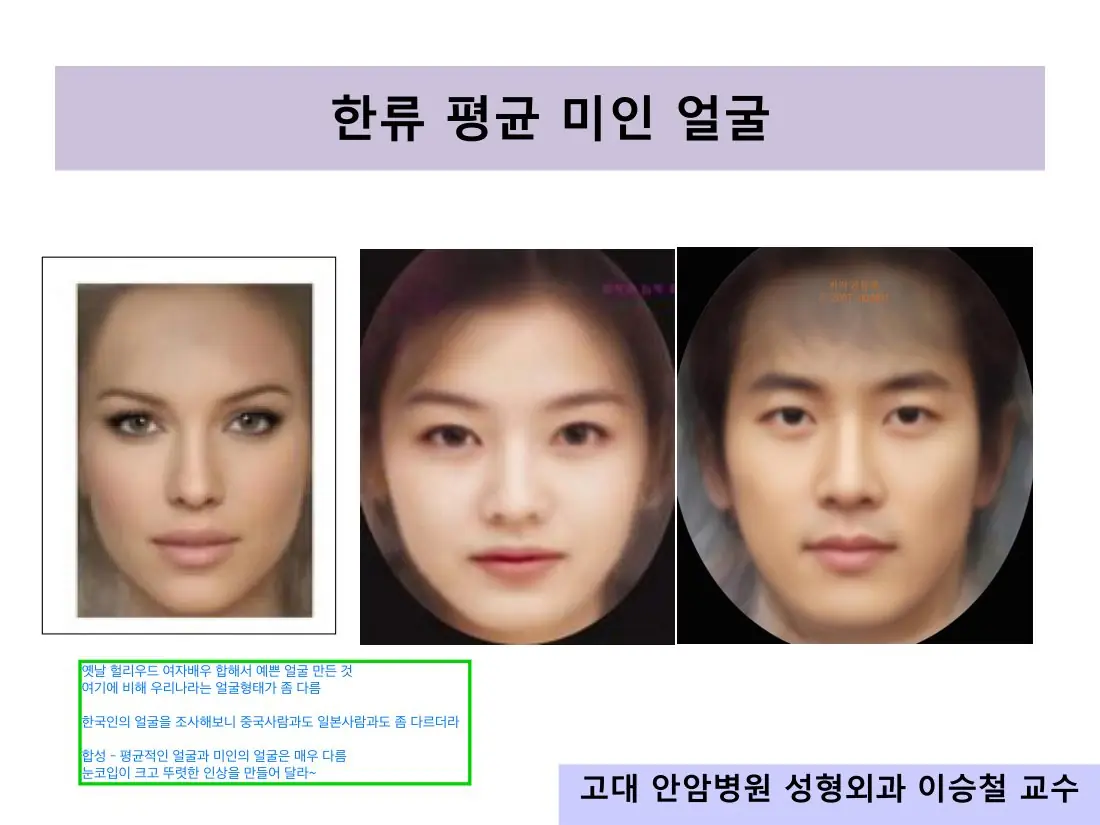 한류 평균 미인 얼굴
옛날 헐리우드 여자배우 합해서 예쁜 얼굴 만든 것
여기에 비해 우리나라는 얼굴형태가 좀 다름
한국인의 얼굴을 조사해보니 중국사람과도 일본사람과도 좀 다르더라
합성 - 평균적인 얼굴과 미인의 얼굴은 매우 다름
눈코입이 크고 뚜렷한 인상을 만들어 달라~
고대 안암병원 성형외과 이승철 교수